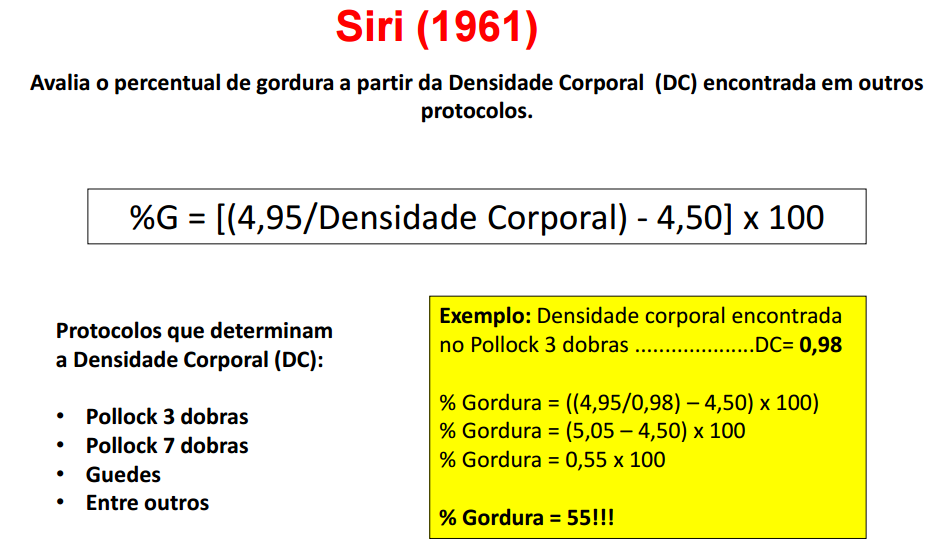 Siri (1961)
Avalia o percentual de gordura a partir da Densidade Corporal  (DC) encontrada em outros
protocolos.
%G = [(4,95/Densidade Corporal) - 4,50] x 100
Protocolos que determinam
a Densidade Corporal (DC):
• Pollock 3 dobras
• Pollock 7 dobras
• Guedes
• Entre outros
Exemplo: Densidade corporal encontrada
no Pollock 3 dobras ....................DC= 0,98
% Gordura = ((4,95/0,98) – 4,50) x 100)
% Gordura = (5,05 – 4,50) x 100
% Gordura = 0,55 x 100
% Gordura = 55!!!